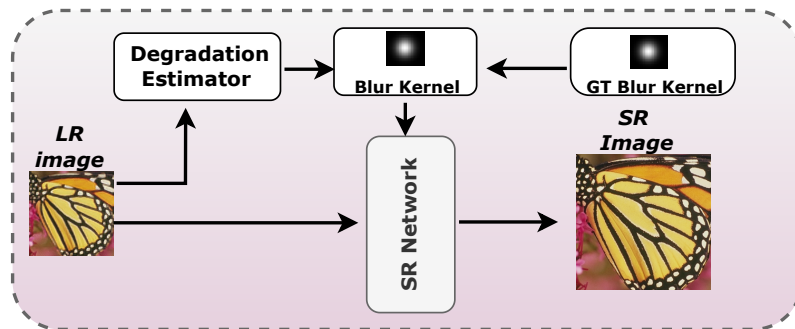 Degradation
Estimator
Blur Kernel
GT Blur Kernel
LR
image
SR Network
SR
Image